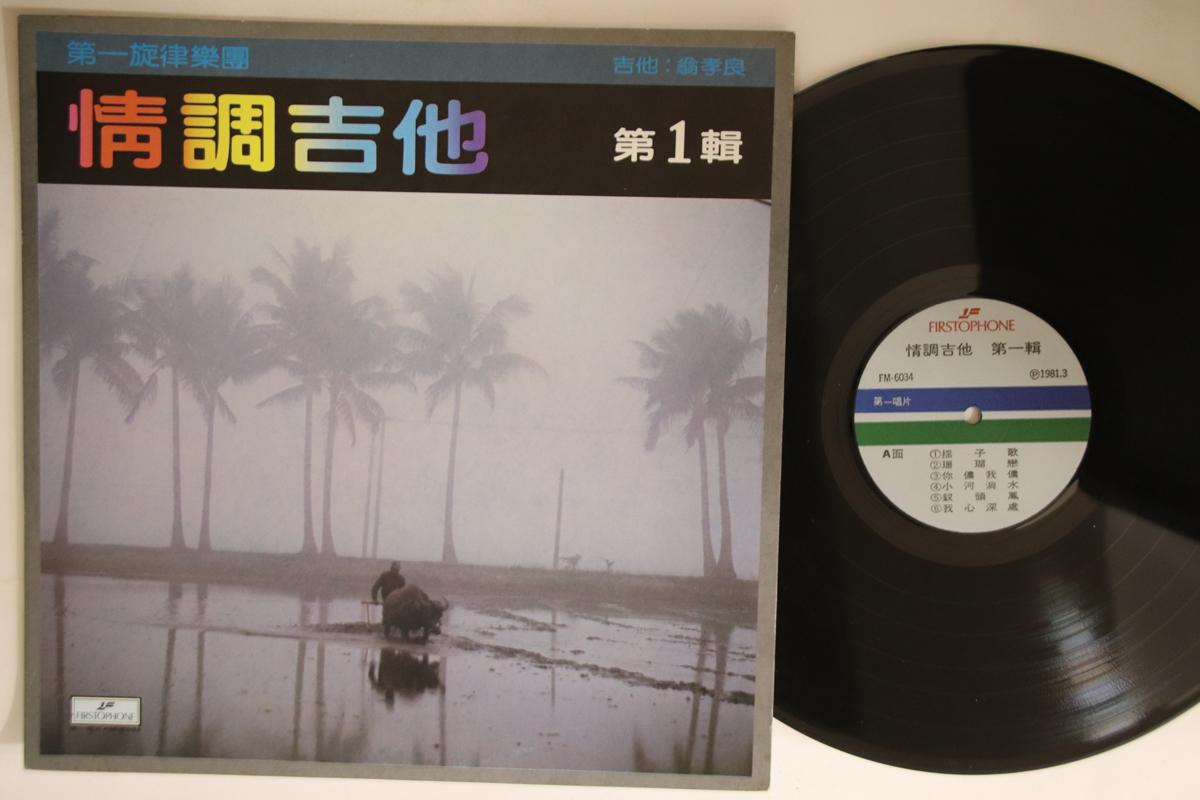 第一旋律樂團
吉他：翁孝良
情調吉他
第1輯
FIRSTOPHONE
FIRSTOPHONE
情調吉他 第一輯
FM-6034
℗1981.3
第一唱片
A面
①搖子歌
②珊瑚戀
③你儂我儂
④小河淌水
⑤釵頭鳳
⑥我心深處